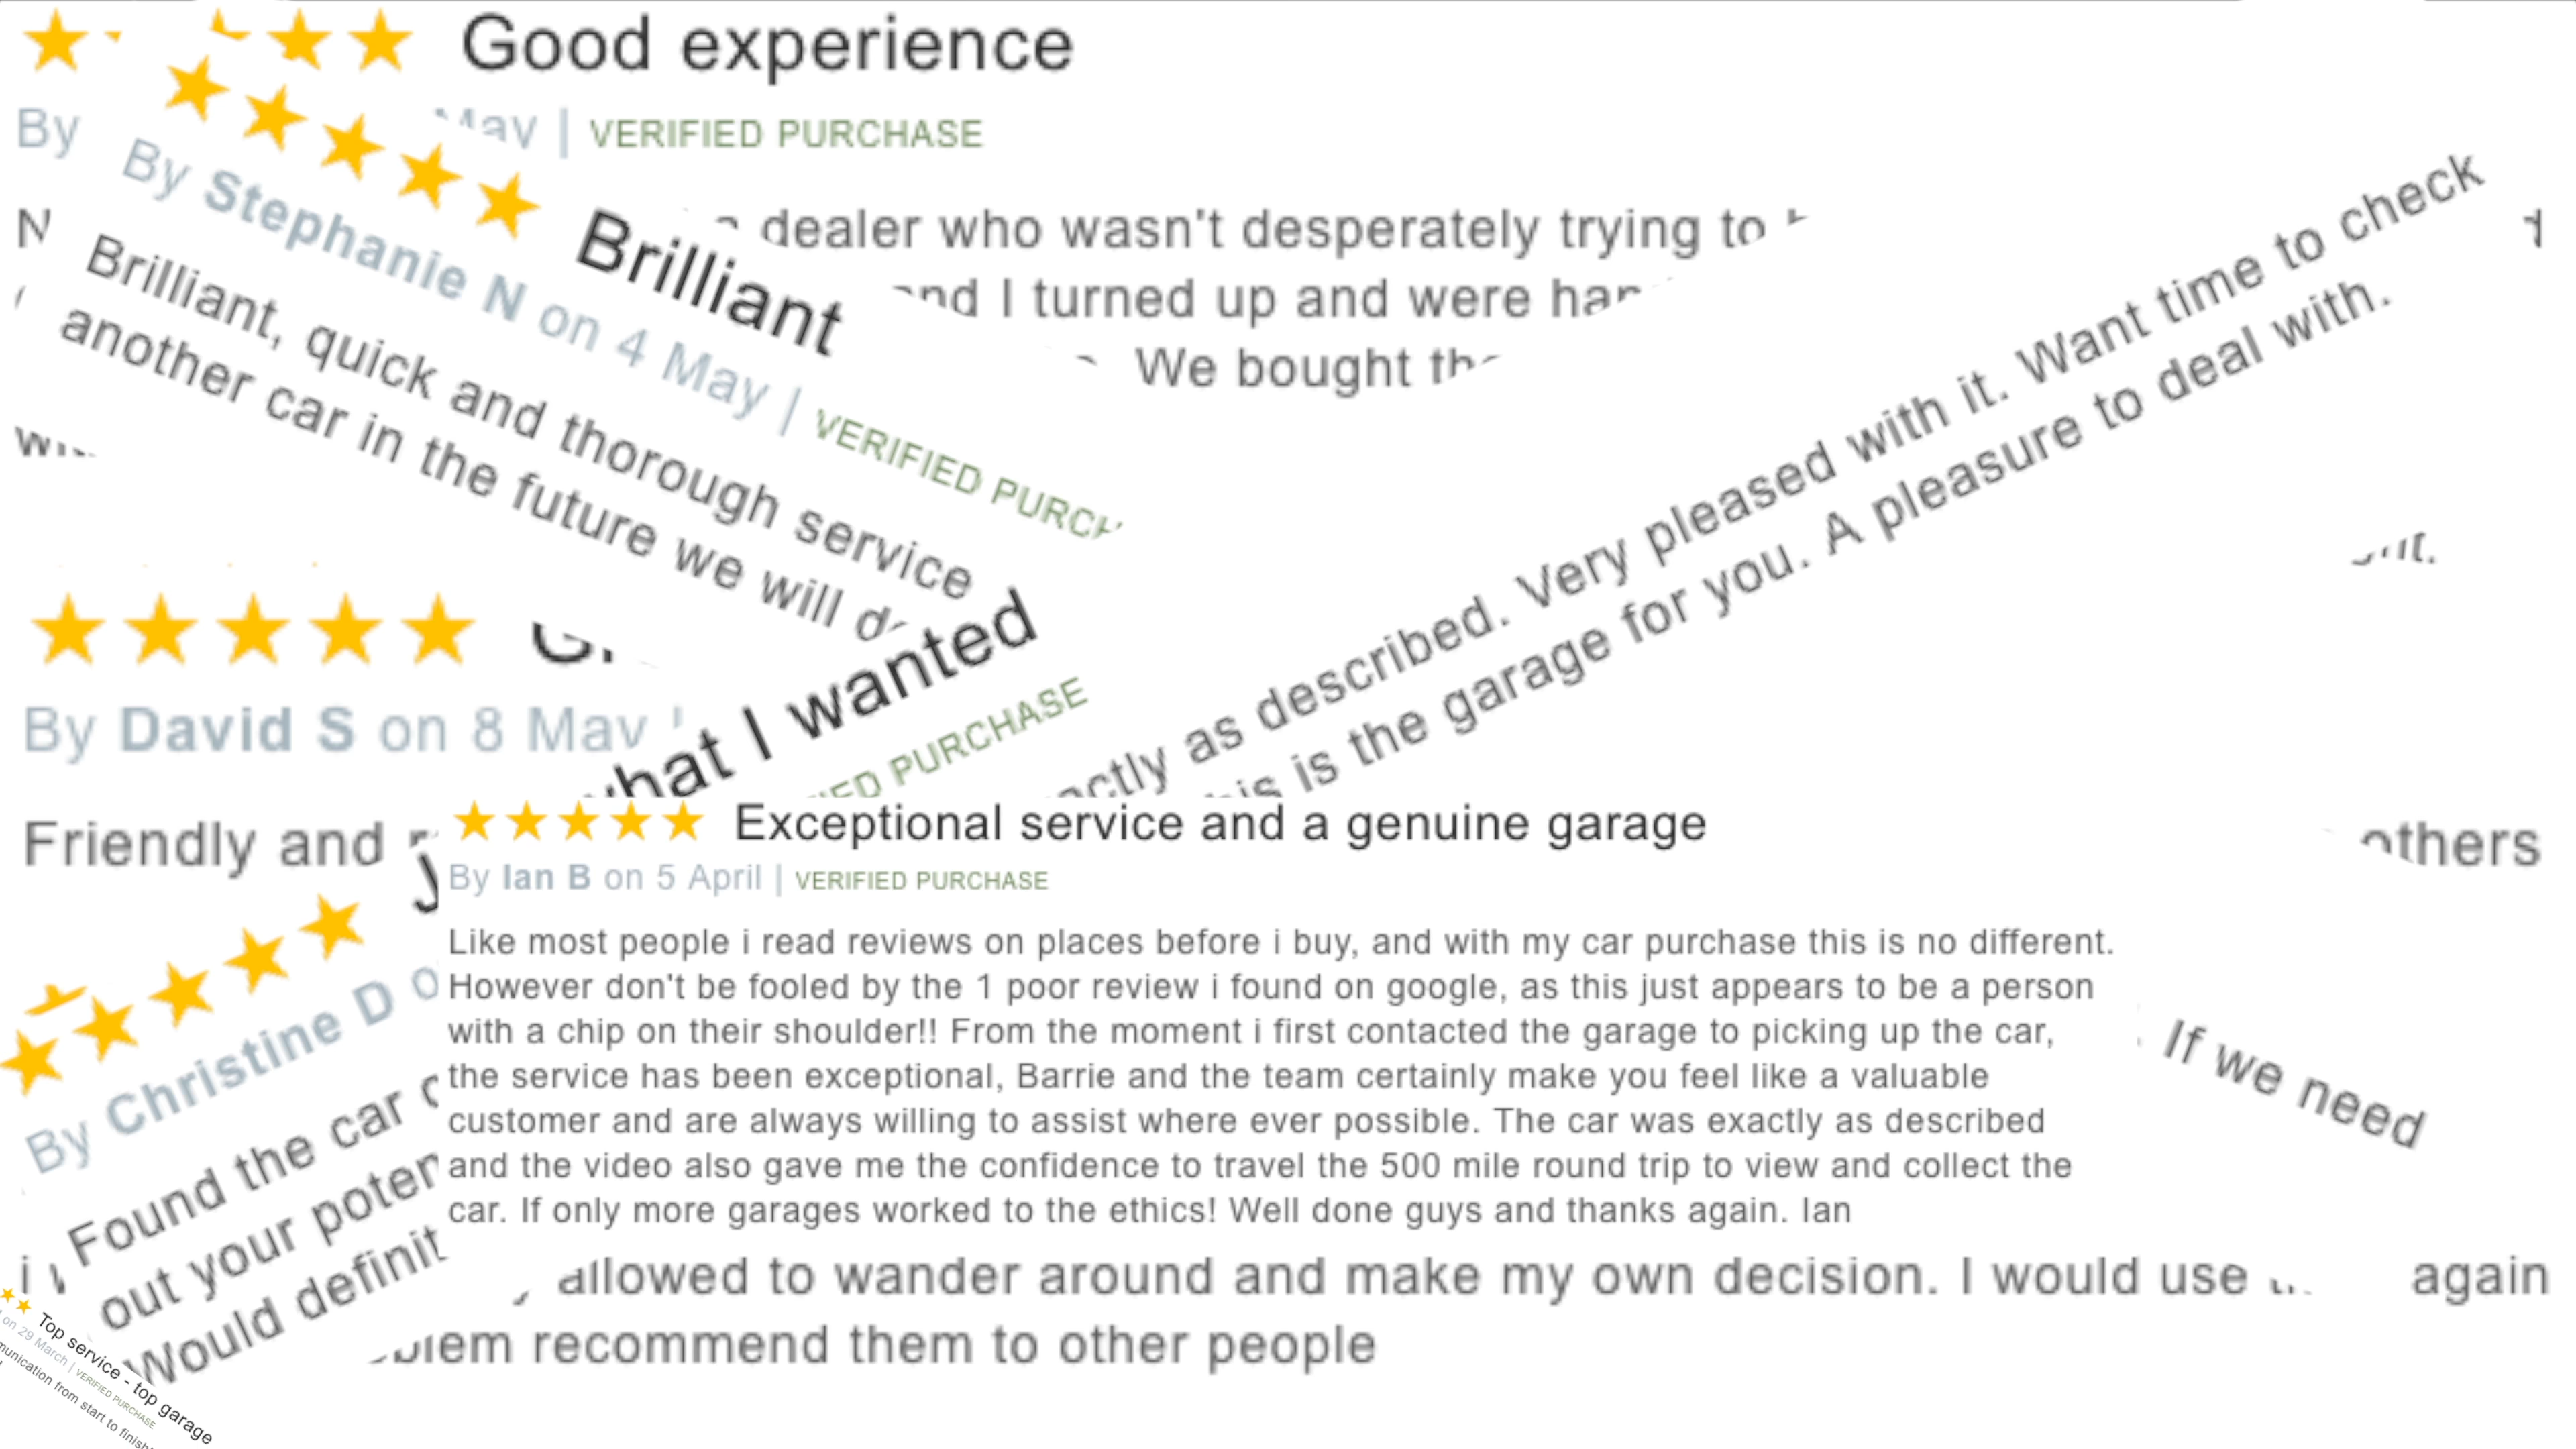 Good experience
By May | VERIFIED PURCHASE
dealer who wasn't desperately trying to
and I turned up and were
We bought
Brilliant
By Stephanie N on 4 May | VERIFIED
Brilliant, quick and thorough service
another car in the future we will
If we need
By David S on 8 May
Friendly and
others
allowed to wander around and make my own decision. I would use again
recommend them to other people
what I wanted
PURCHASE
By Christine D
Found the car
as described. Very pleased with it. Want time to check
out your
is the garage for you. A pleasure to deal with.
Would
Exceptional service and a genuine garage
By Ian B on 5 April | VERIFIED PURCHASE
Like most people i read reviews on places before i buy, and with my car purchase this is no different.
However don't be fooled by the 1 poor review i found on google, as this just appears to be a person
with a chip on their shoulder!! From the moment i first contacted the garage to picking up the car,
the service has been exceptional, Barrie and the team certainly make you feel like a valuable
customer and are always willing to assist where ever possible. The car was exactly as described
and the video also gave me the confidence to travel the 500 mile round trip to view and collect the
car. If only more garages worked to the ethics! Well done guys and thanks again. Ian
Top service - top garage
on 29 March | VERIFIED PURCHASE
from start to